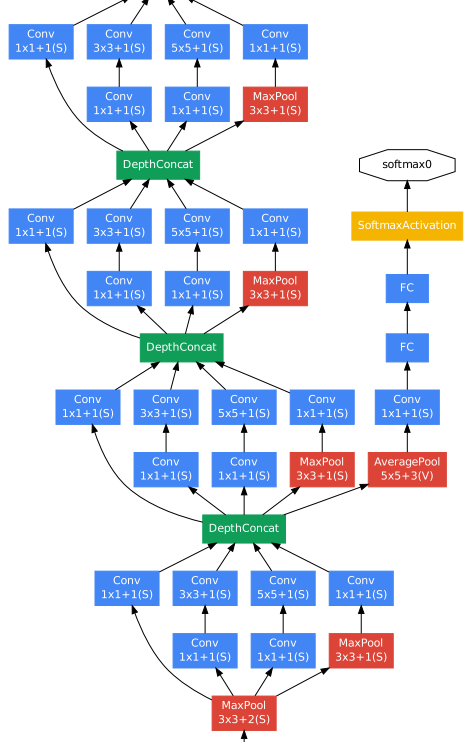 Conv Conv Conv Conv
1x1+1(S) 3x3+1(S) 5x5+1(S) 1x1+1(S)
Conv Conv MaxPool
1x1+1(S) 1x1+1(S) 3x3+1(S)
DepthConcat softmax0
Conv Conv Conv Conv SoftmaxActivation
1x1+1(S) 3x3+1(S) 5x5+1(S) 1x1+1(S)
Conv Conv MaxPool FC
1x1+1(S) 1x1+1(S) 3x3+1(S)
DepthConcat FC
Conv Conv Conv Conv Conv
1x1+1(S) 3x3+1(S) 5x5+1(S) 1x1+1(S) 1x1+1(S)
Conv Conv MaxPool AveragePool
1x1+1(S) 1x1+1(S) 3x3+1(S) 5x5+3(V)
DepthConcat
Conv Conv Conv Conv
1x1+1(S) 3x3+1(S) 5x5+1(S) 1x1+1(S)
Conv Conv MaxPool
1x1+1(S) 1x1+1(S) 3x3+1(S)
MaxPool
3x3+2(S)